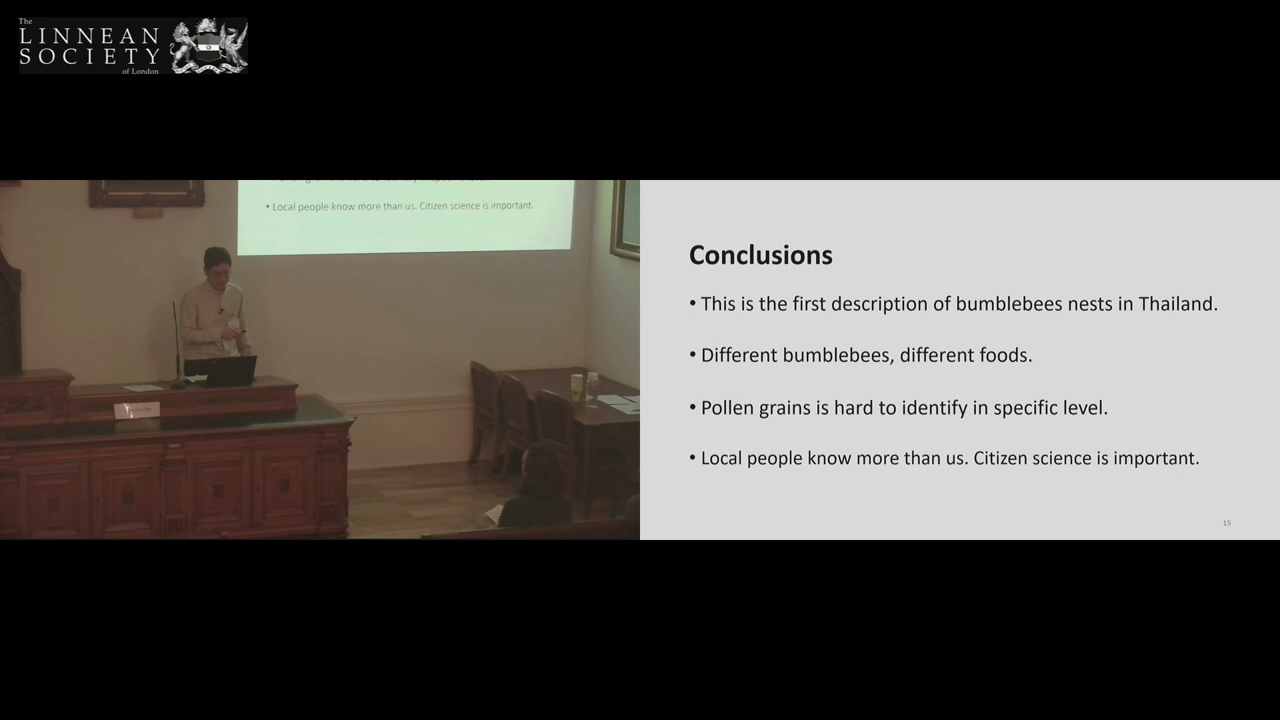 The
LINNEAN
SOCIETY
of London
• Local people know more than us. Citizen science is important.
Conclusions
• This is the first description of bumblebees nests in Thailand.
• Different bumblebees, different foods.
• Pollen grains is hard to identify in specific level.
• Local people know more than us. Citizen science is important.
15